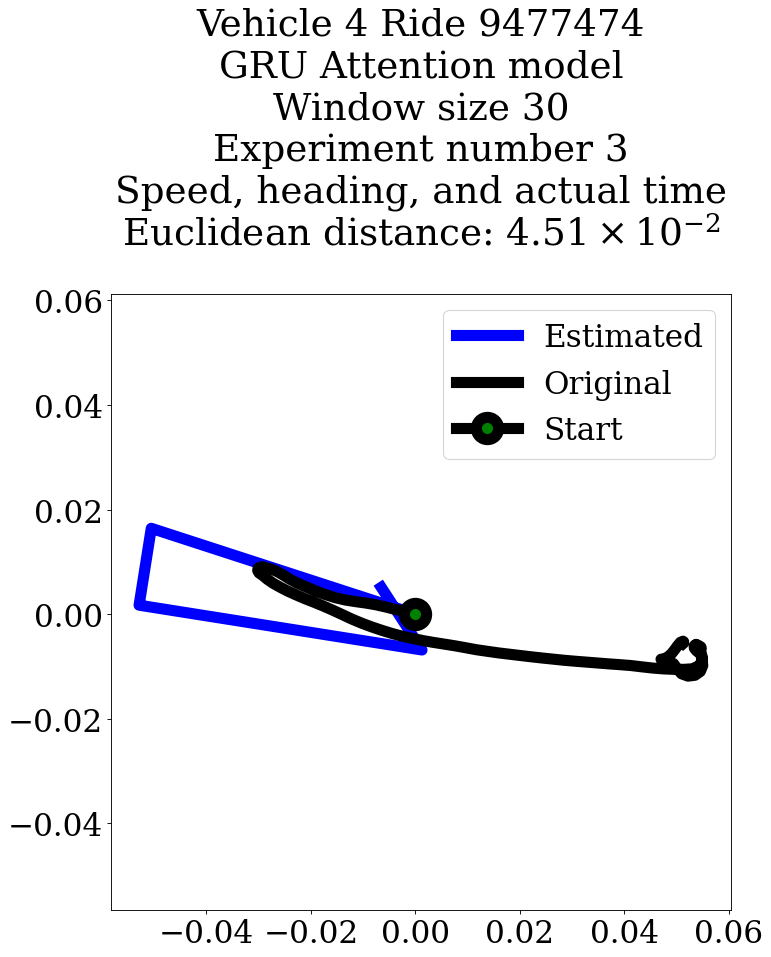 Vehicle 4 Ride 9477474
GRU Attention model
Window size 30
Experiment number 3
Speed, heading, and actual time
Euclidean distance: 4.51 × 10⁻²
Estimated
Original
Start
0.06
0.04
0.02
0.00
−0.02
−0.04
−0.04 −0.02 0.00 0.02 0.04 0.06